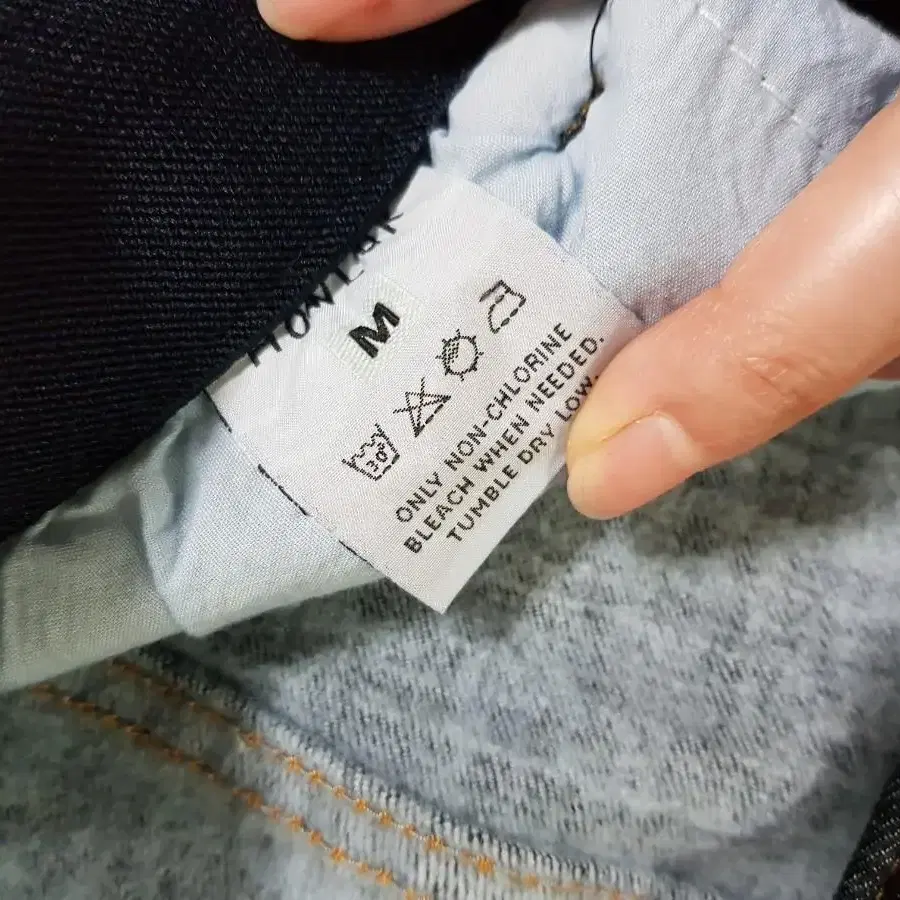 M
30°
ONLY NON-CHLORINE
BLEACH WHEN NEEDED.
TUMBLE DRY LOW.